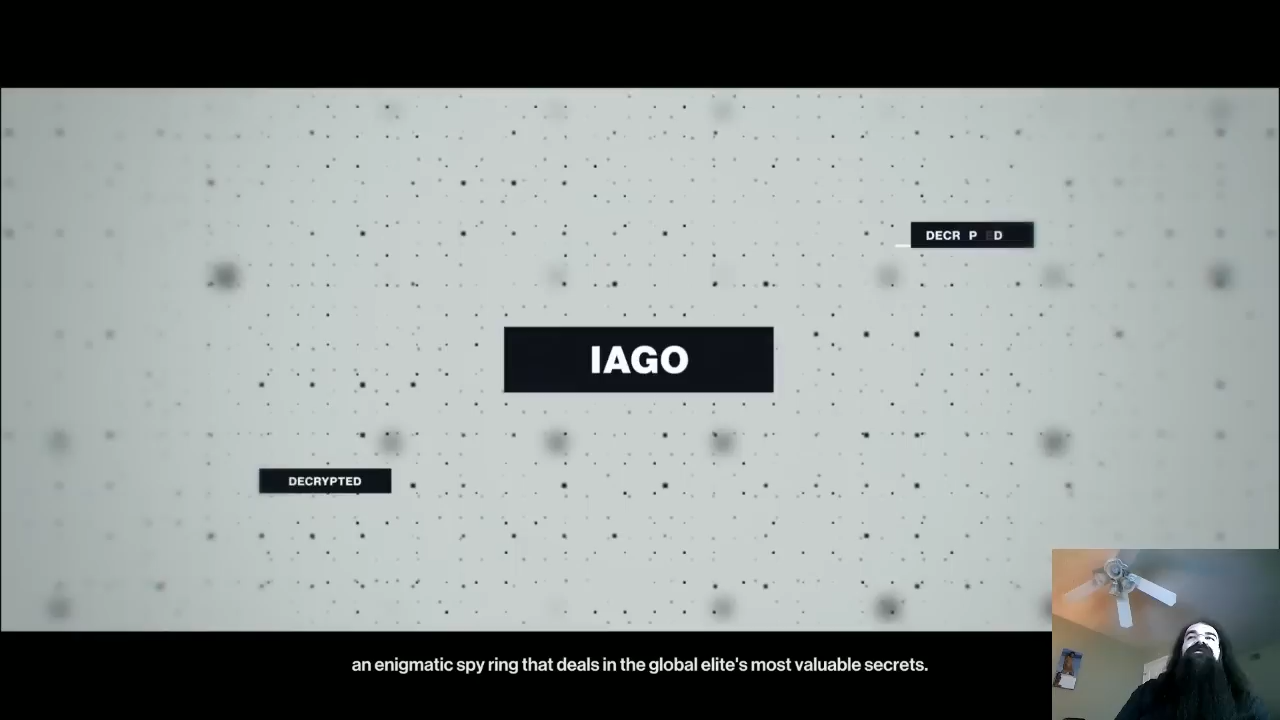 DECR P ED
IAGO
DECRYPTED
an enigmatic spy ring that deals in the global elite's most valuable secrets.